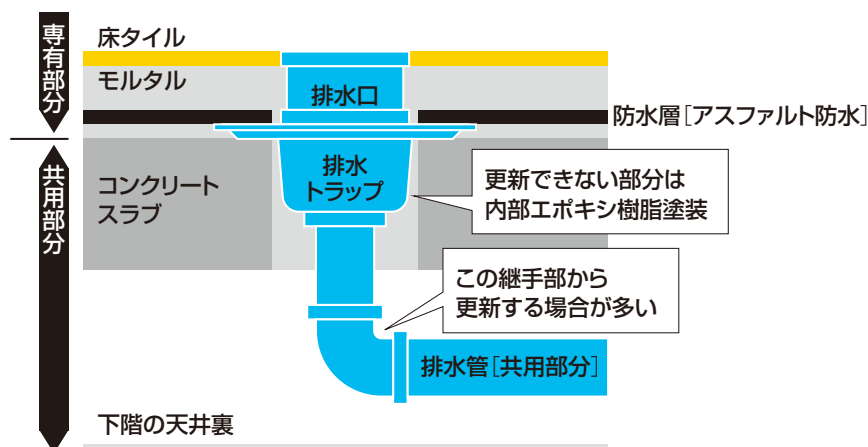 専有部分
共用部分
床タイル
モルタル
排水口
防水層[アスファルト防水]
排水
トラップ
コンクリート
スラブ
更新できない部分は
内部エポキシ樹脂塗装
この継手部から
更新する場合が多い
排水管[共用部分]
下階の天井裏